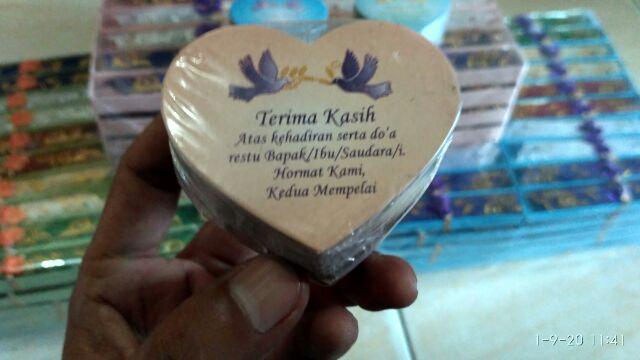 Terima Kasih
Atas kehadiran serta do'a
restu Bapak/Ibu/Saudara/i.
Hormat Kami,
Kedua Mempelai
1-9-20 11:41